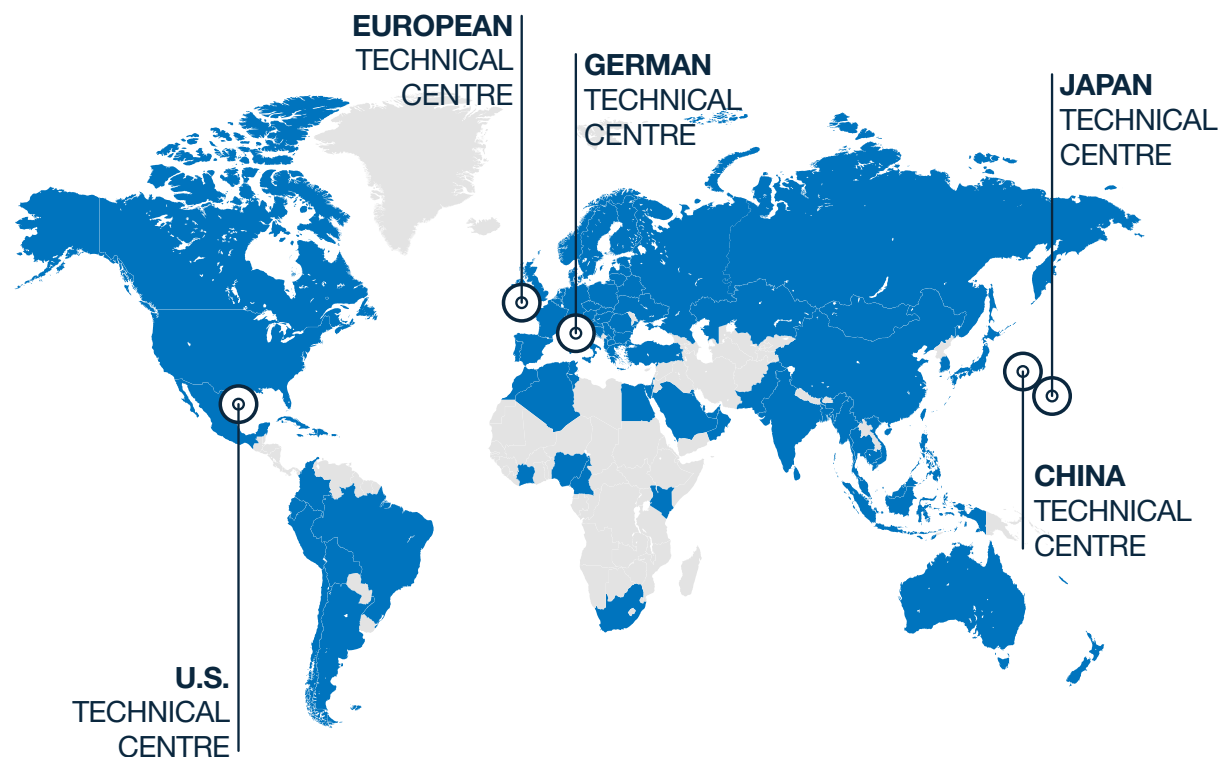 EUROPEAN
TECHNICAL
CENTRE
GERMAN
TECHNICAL
CENTRE
JAPAN
TECHNICAL
CENTRE
CHINA
TECHNICAL
CENTRE
U.S.
TECHNICAL
CENTRE